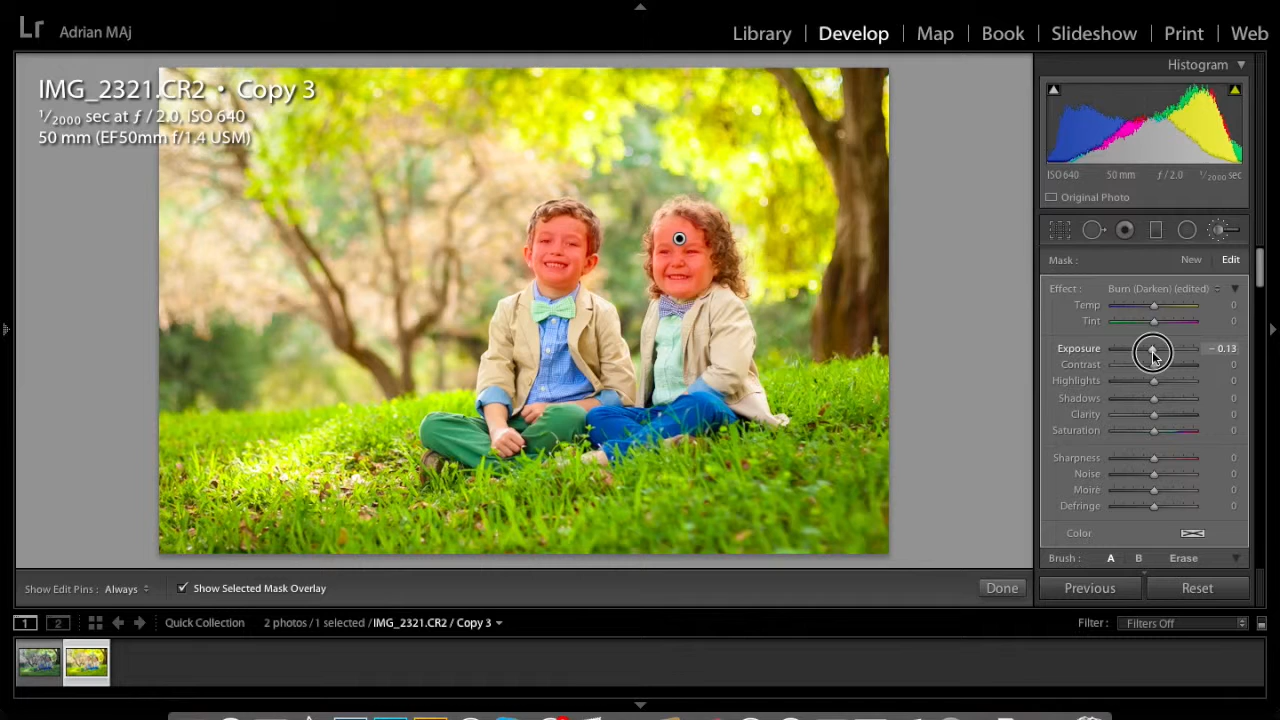 Lr Adrian MAj
Library | Develop | Map | Book | Slideshow | Print | Web
IMG_2321.CR2 • Copy 3
1/2000 sec at ƒ / 2.0, ISO 640
50 mm (EF50mm f/1.4 USM)
Histogram
ISO 640 50 mm ƒ / 2.0 1/2000 sec
Original Photo
Mask : New Edit
Effect : Burn (Darken) (edited)
Temp 0
Tint 0
Exposure − 0.13
Contrast 0
Highlights 0
Shadows 0
Clarity 0
Saturation 0
Sharpness 0
Noise 0
Moire 0
Defringe 0
Color
Brush : A B Erase
Show Edit Pins : Always Show Selected Mask Overlay Done
Previous Reset
1 2 Quick Collection 2 photos / 1 selected / IMG_2321.CR2 / Copy 3 Filter : Filters Off